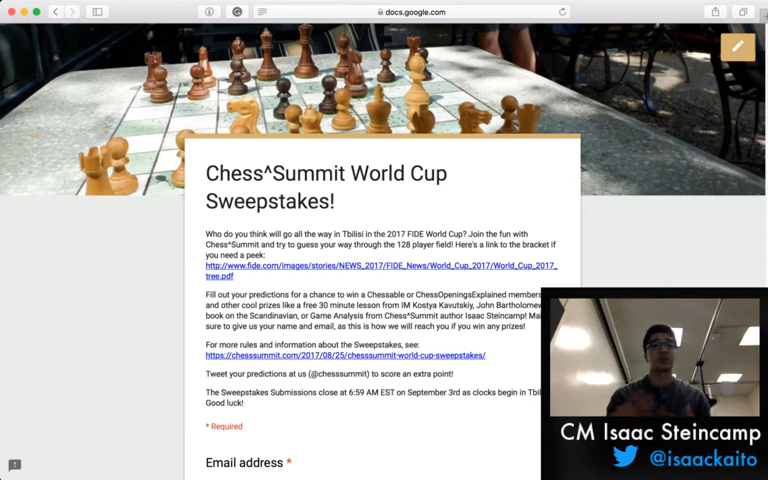 docs.google.com
Chess^Summit World Cup
Sweepstakes!
Who do you think will go all the way in Tbilisi in the 2017 FIDE World Cup? Join the fun with
Chess^Summit and try to guess your way through the 128 player field! Here's a link to the bracket if
you need a peek:
http://www.fide.com/images/stories/NEWS_2017/FIDE_News/World_Cup_2017/World_Cup_2017_
tree.pdf
Fill out your predictions for a chance to win a Chessable or ChessOpeningsExplained
and other cool prizes like a free 30 minute lesson from IM Kostya Kavutskiy, John Bartholomew
book on the Scandinavian, or Game Analysis from Chess^Summit author Isaac Steincamp!
sure to give us your name and email, as this is how we will reach you if you win any prizes!
For more rules and information about the Sweepstakes, see:
https://chesssummit.com/2017/08/25/chesssummit-world-cup-sweepstakes/
Tweet your predictions at us (@chesssummit) to score an extra point!
The Sweepstakes Submissions close at 6:59 AM EST on September 3rd as clocks begin in
Good luck!
* Required
Email address *
CM Isaac Steincamp
@isaackaito